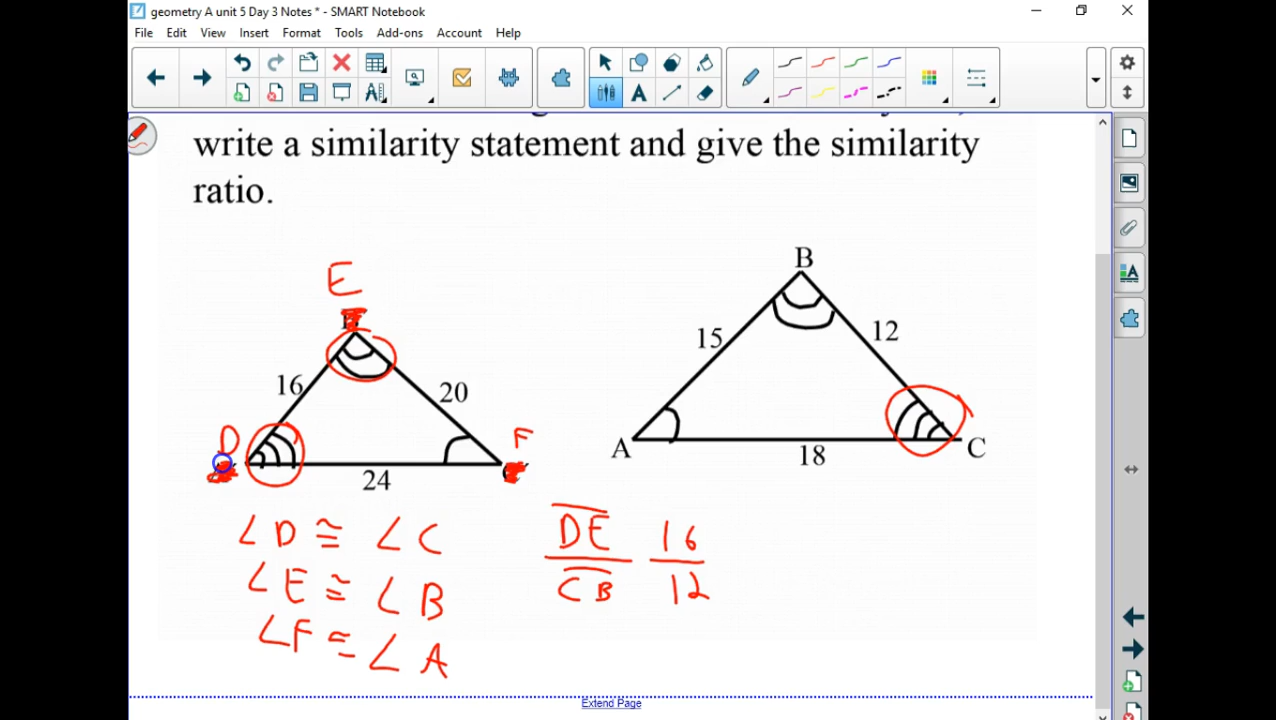 geometry A unit 5 Day 3 Notes * - SMART Notebook
File Edit View Insert Format Tools Add-ons Account Help
write a similarity statement and give the similarity
ratio.
E
B
16
20
15
12
D
F
A
C
24
18
∠D ≅ ∠C
∠E ≅ ∠B
∠F ≅ ∠A
DE 16
CB 12
Extend Page